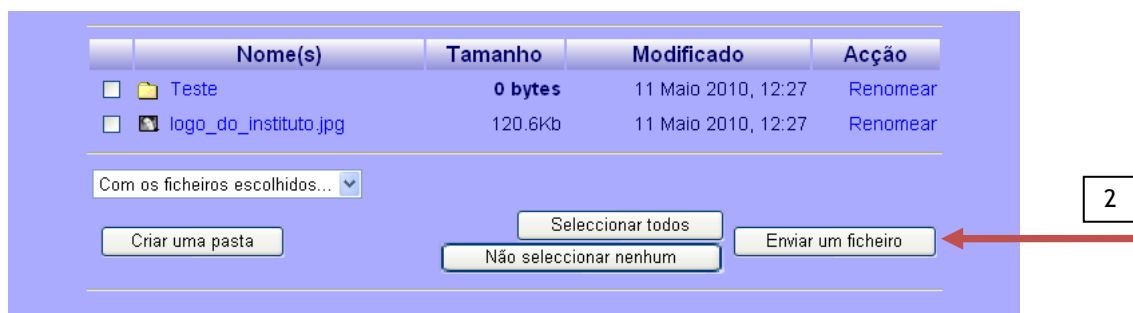 Nome(s) Tamanho Modificado Acção
Teste 0 bytes 11 Maio 2010, 12:27 Renomear
logo_do_instituto.jpg 120.6Kb 11 Maio 2010, 12:27 Renomear
Com os ficheiros escolhidos...
2
Seleccionar todos
Criar uma pasta Enviar um ficheiro
Não seleccionar nenhum